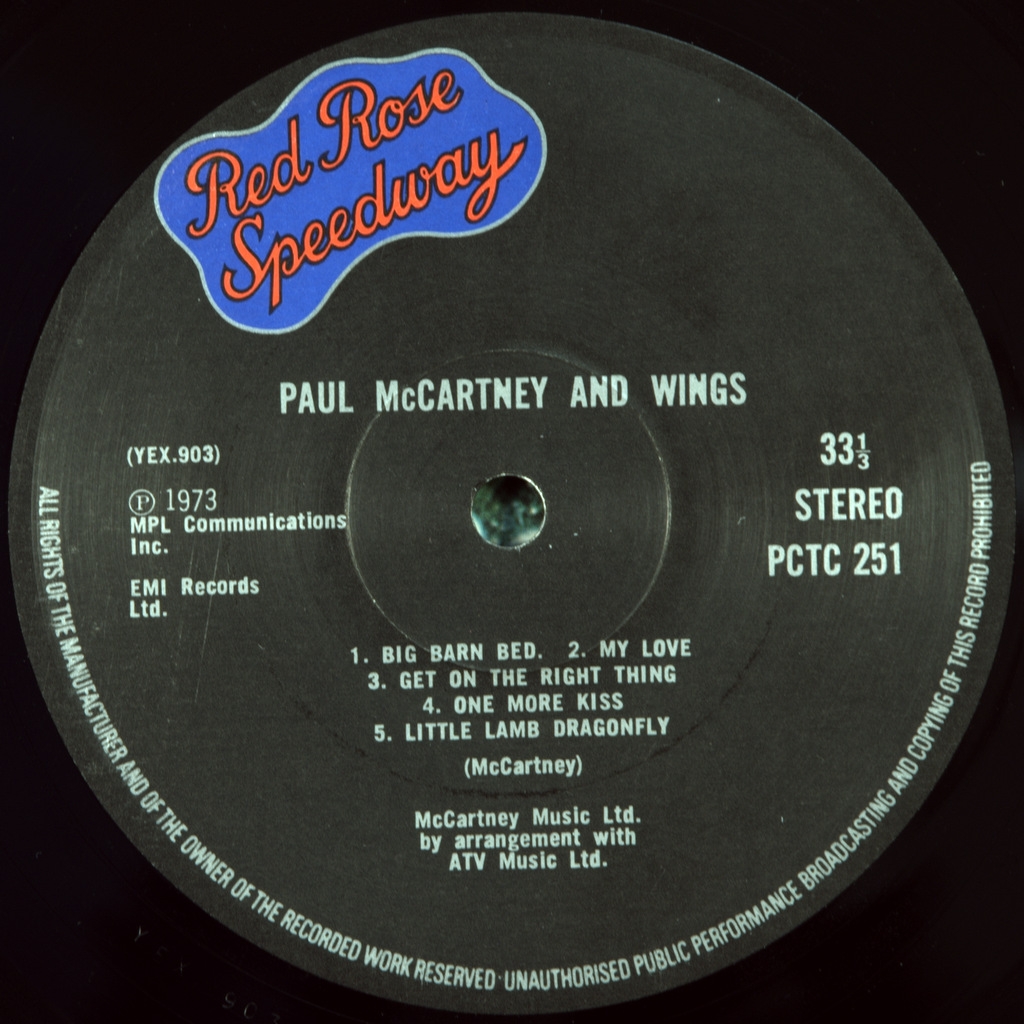 Red Rose
Speedway
PAUL McCARTNEY AND WINGS
(YEX.903)
Ⓟ 1973
MPL Communications
Inc.
EMI Records
Ltd.
33⅓
STEREO
PCTC 251
1. BIG BARN BED. 2. MY LOVE
3. GET ON THE RIGHT THING
4. ONE MORE KISS
5. LITTLE LAMB DRAGONFLY
(McCartney)
McCartney Music Ltd.
by arrangement with
ATV Music Ltd.
ALL RIGHTS OF THE MANUFACTURER AND OF THE OWNER OF THE RECORDED WORK RESERVED · UNAUTHORISED PUBLIC PERFORMANCE BROADCASTING AND COPYING OF THIS RECORD PROHIBITED
YEX 903